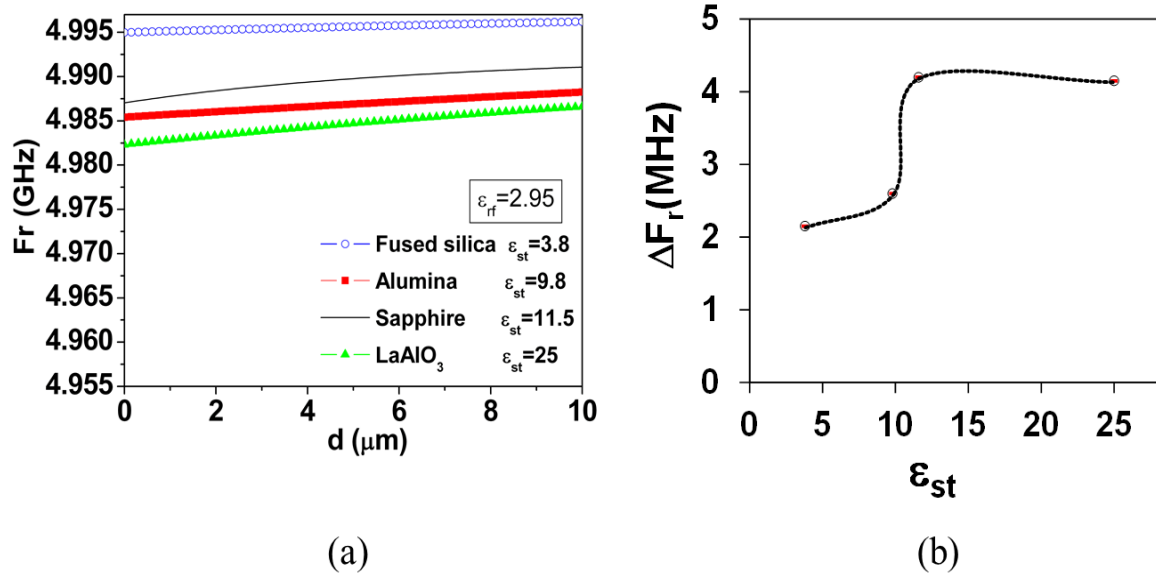 4.995
4.990
4.985
4.980
4.975
4.970
4.965
4.960
4.955
Fr (GHz)
εrf=2.95
Fused silica εst=3.8
Alumina εst=9.8
Sapphire εst=11.5
LaAlO3 εst=25
0 2 4 6 8 10
d (μm)
(a)
5
4
3
2
1
0
ΔFr(MHz)
0 5 10 15 20 25
εst
(b)